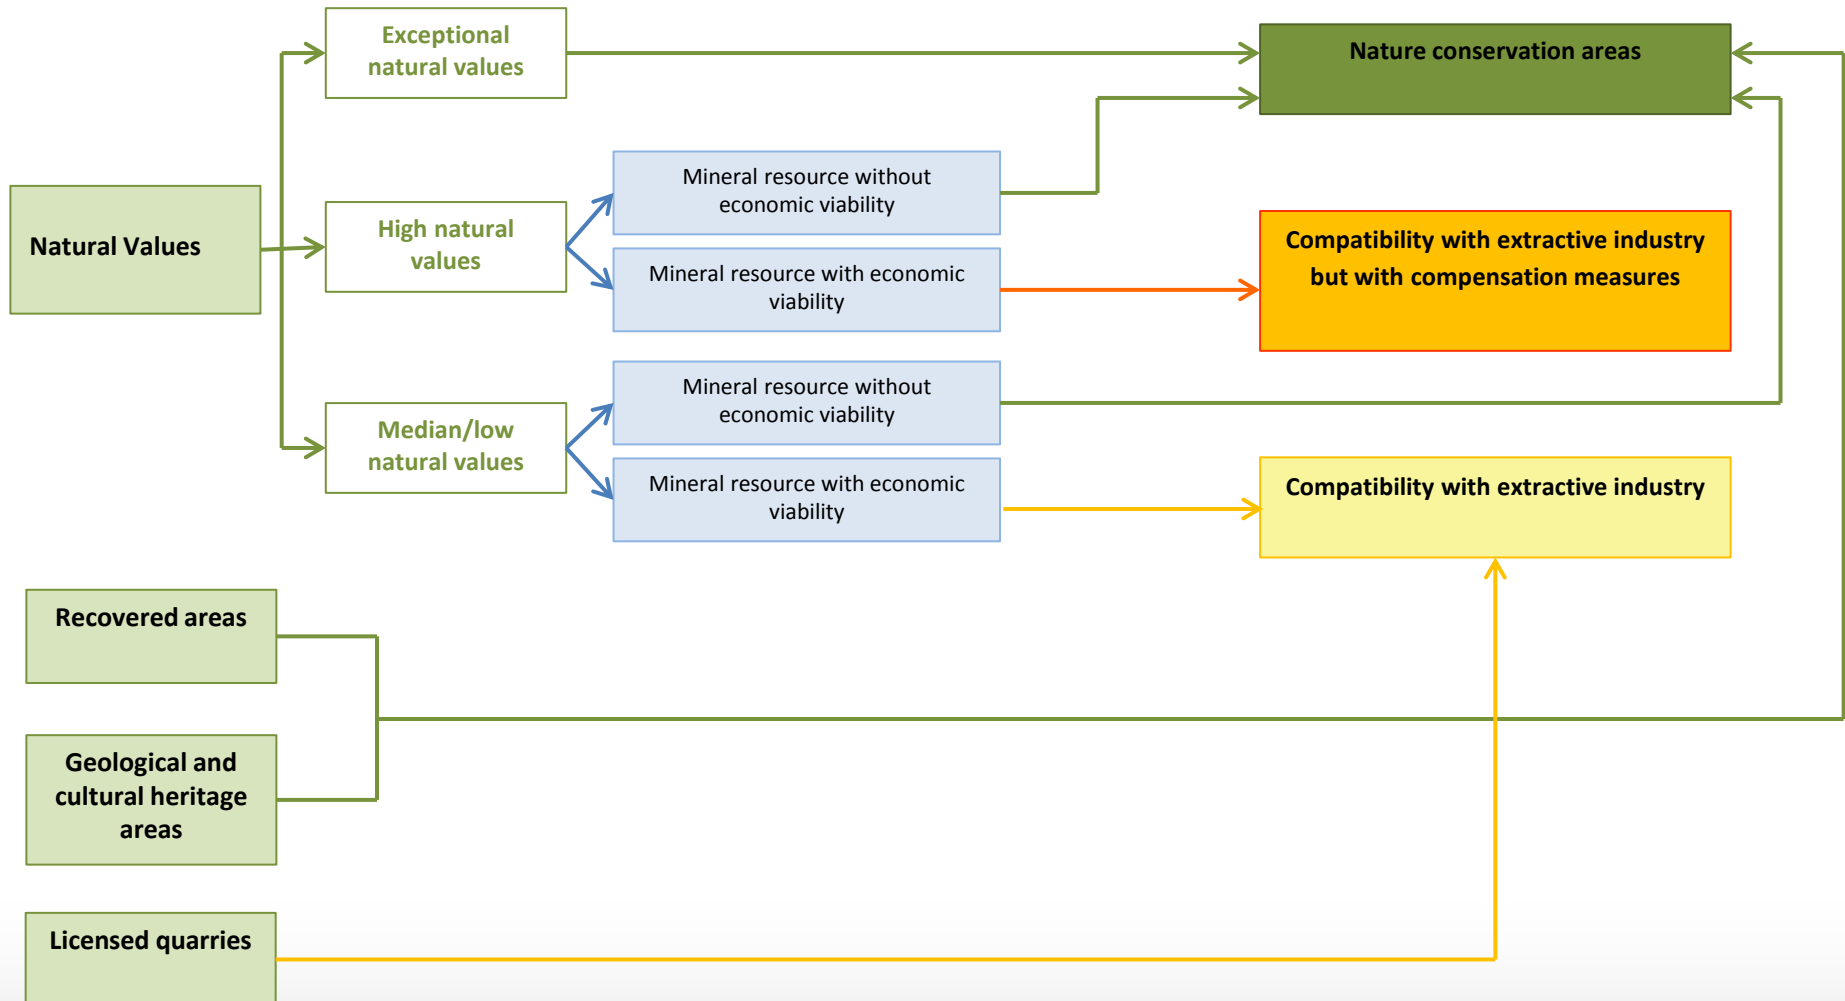 Exceptional
natural values
Nature conservation areas
Mineral resource without
economic viability
Natural Values
High natural
values
Compatibility with extractive industry
but with compensation measures
Mineral resource with economic
viability
Mineral resource without
economic viability
Median/low
natural values
Mineral resource with economic
viability
Compatibility with extractive industry
Recovered areas
Geological and
cultural heritage
areas
Licensed quarries